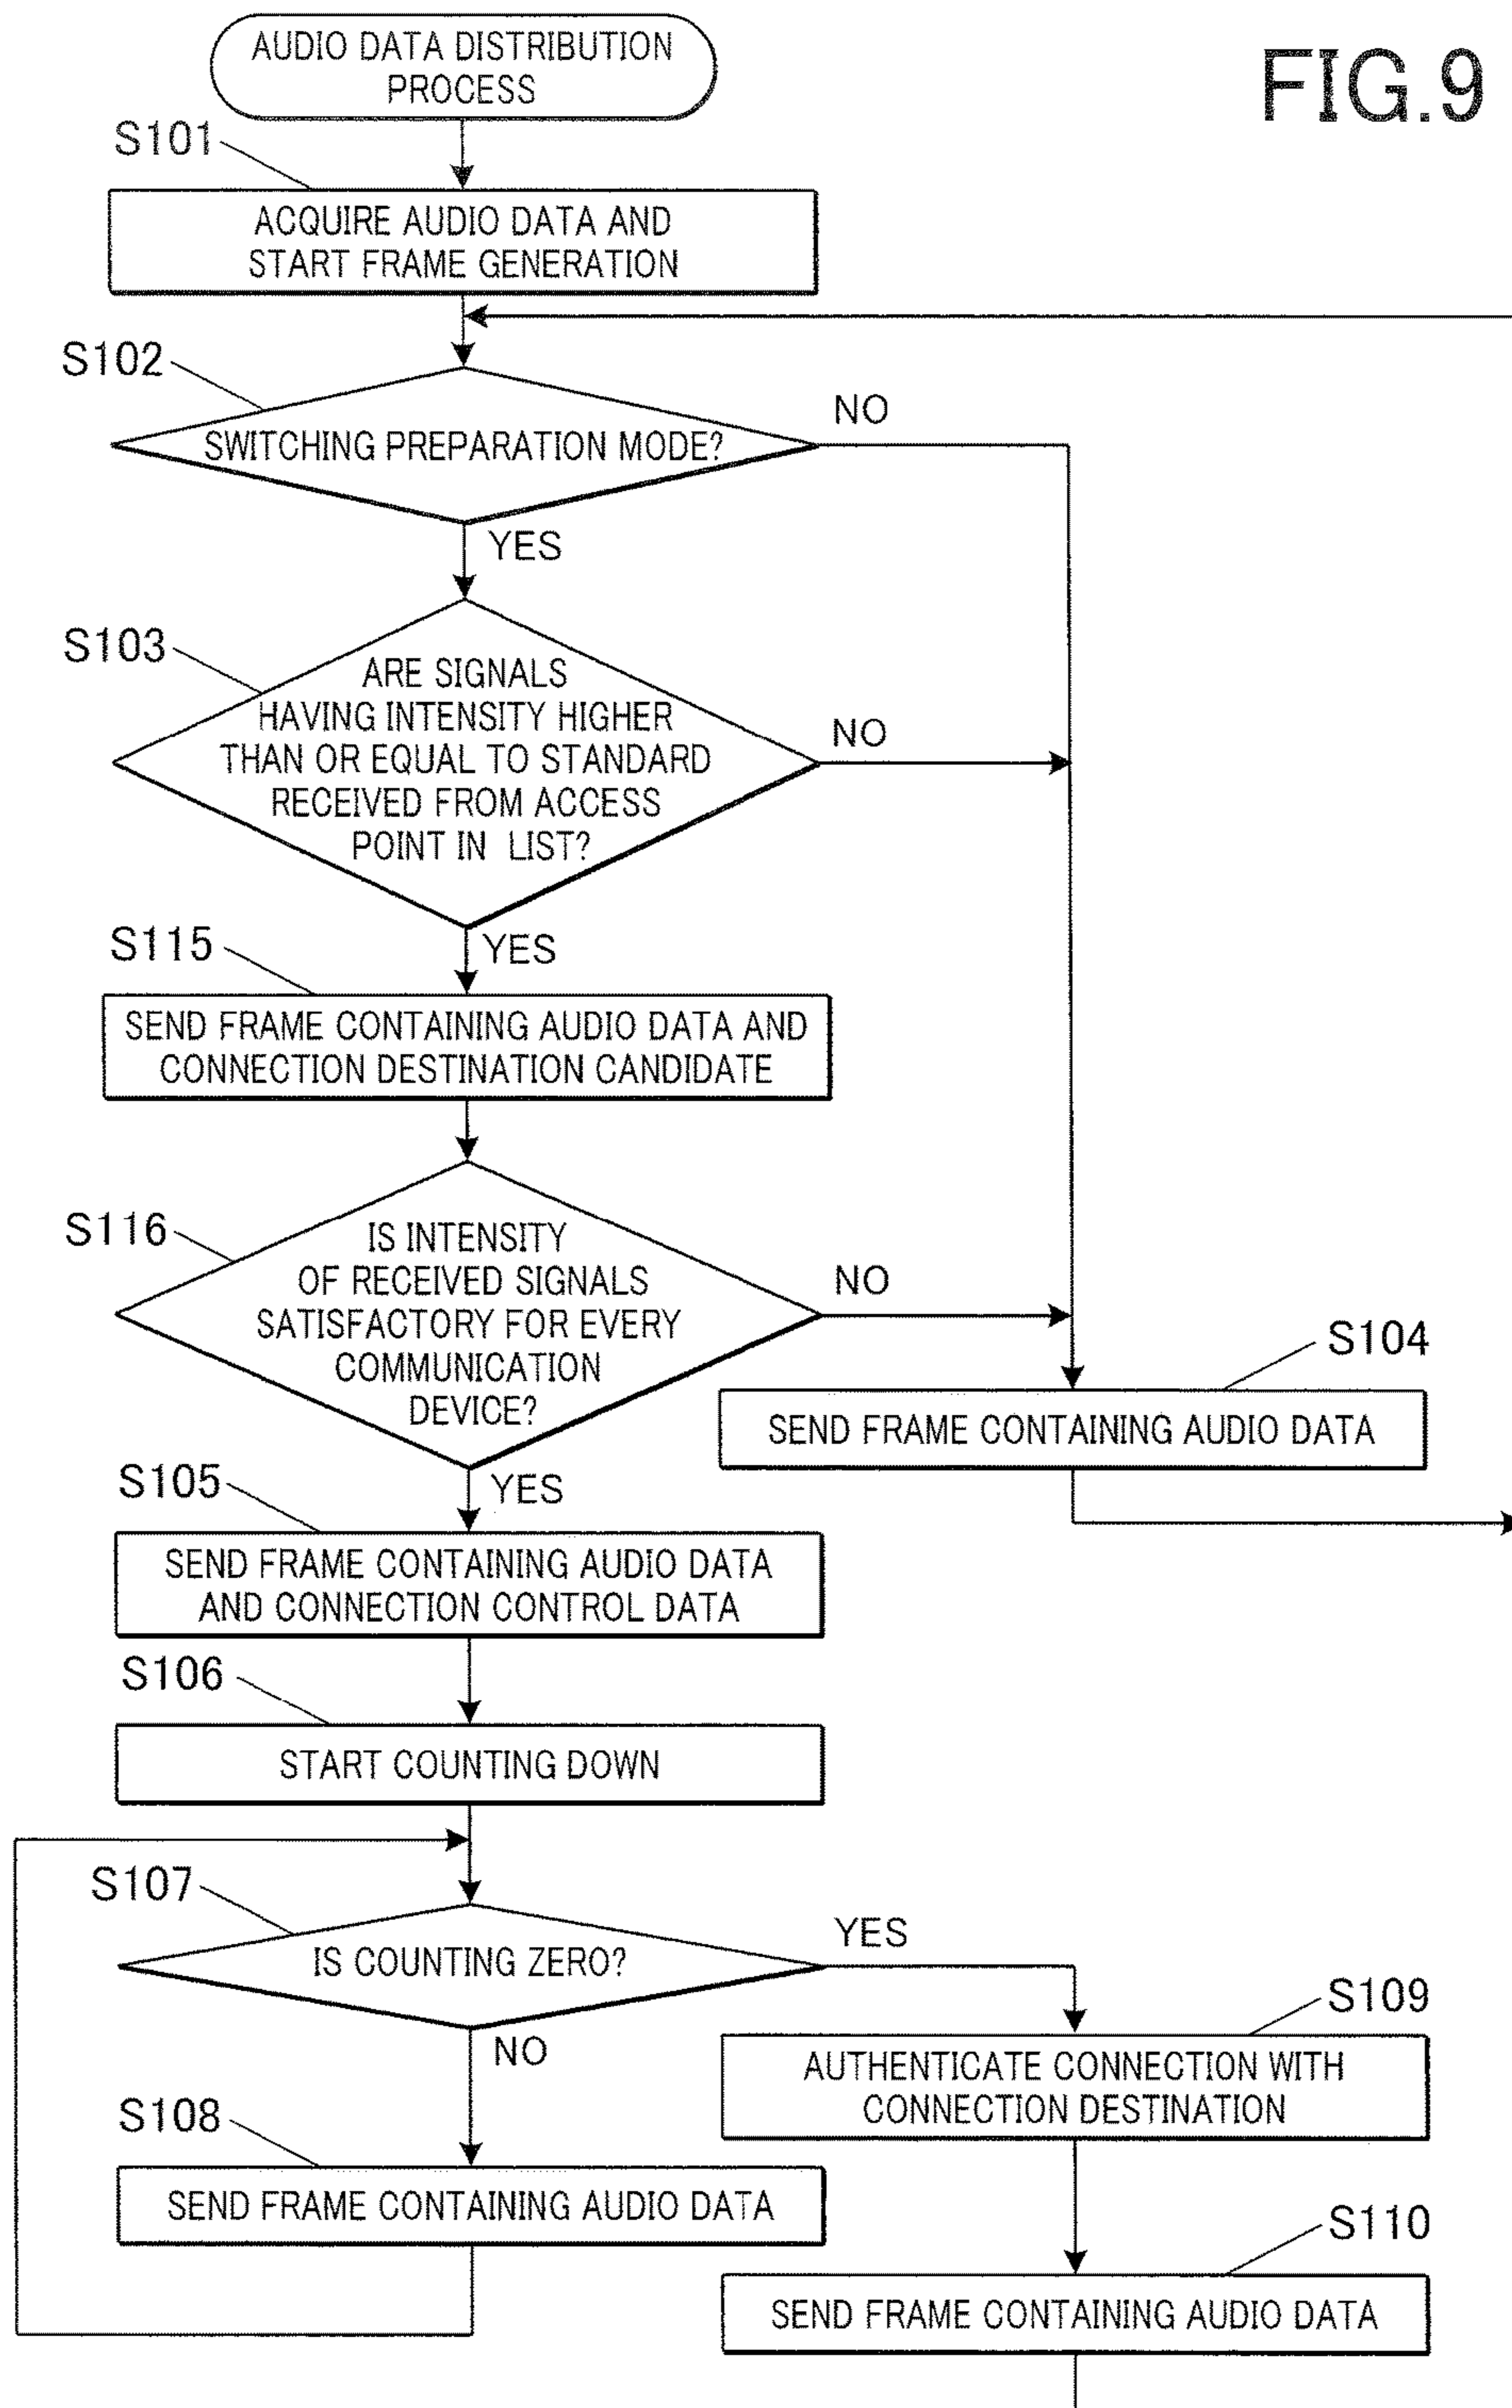 FIG.9
AUDIO DATA DISTRIBUTION
PROCESS
S101
ACQUIRE AUDIO DATA AND
START FRAME GENERATION
S102
SWITCHING PREPARATION MODE?
NO
YES
S103
ARE SIGNALS
HAVING INTENSITY HIGHER
THAN OR EQUAL TO STANDARD
RECEIVED FROM ACCESS
POINT IN LIST?
NO
YES
S115
SEND FRAME CONTAINING AUDIO DATA AND
CONNECTION DESTINATION CANDIDATE
S116
IS INTENSITY
OF RECEIVED SIGNALS
SATISFACTORY FOR EVERY
COMMUNICATION
DEVICE?
NO
YES
S104
SEND FRAME CONTAINING AUDIO DATA
S105
SEND FRAME CONTAINING AUDIO DATA
AND CONNECTION CONTROL DATA
S106
START COUNTING DOWN
S107
IS COUNTING ZERO?
YES
NO
S109
AUTHENTICATE CONNECTION WITH
CONNECTION DESTINATION
S108
SEND FRAME CONTAINING AUDIO DATA
S110
SEND FRAME CONTAINING AUDIO DATA